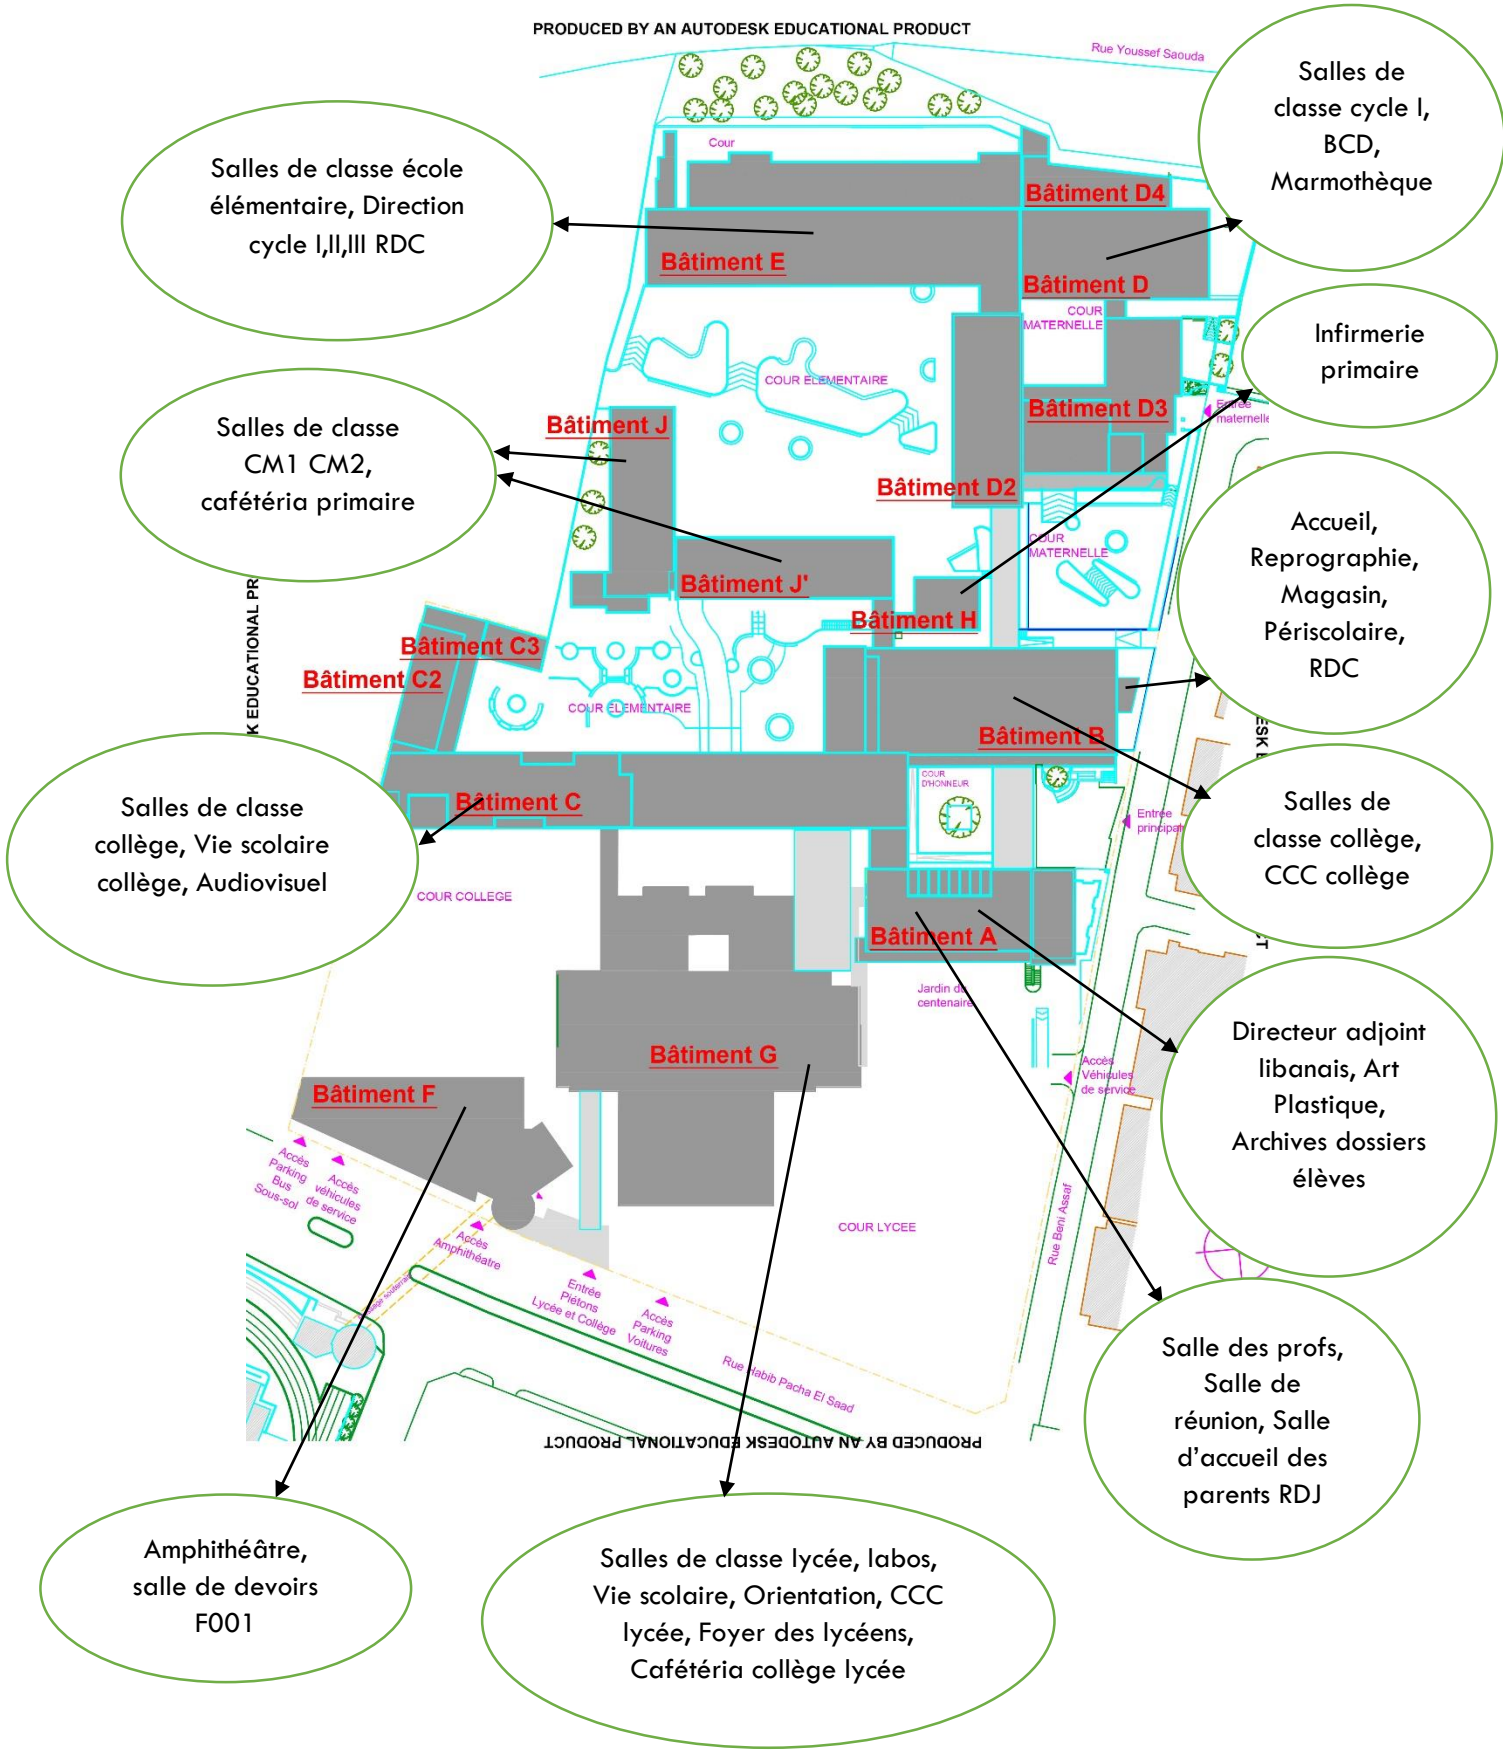 PRODUCED BY AN AUTODESK EDUCATIONAL PRODUCT
Rue Youssef Saouda
Salles de
classe cycle I,
BCD,
Marmothèque
Cour
Salles de classe école
élémentaire, Direction
cycle I,II,III RDC
Bâtiment D4
Bâtiment E
Bâtiment D
COUR
MATERNELLE
Infirmerie
primaire
COUR ELEMENTAIRE
Bâtiment D3
Entrée
maternelle
Salles de classe
CM1 CM2,
cafétéria primaire
Bâtiment J
Bâtiment D2
COUR
MATERNELLE
Accueil,
Reprographie,
Magasin,
Périscolaire,
RDC
Bâtiment J'
Bâtiment H
K EDUCATIONAL PR
Bâtiment C3
Bâtiment C2
COUR ELEMENTAIRE
Bâtiment B
ESK E
COUR
D'HONNEUR
Salles de classe
collège, Vie scolaire
collège, Audiovisuel
Bâtiment C
Entrée
principal
Salles de
classe collège,
CCC collège
COUR COLLEGE
Bâtiment A
CT
Jardin du
centenaire
Directeur adjoint
libanais, Art
Plastique,
Archives dossiers
élèves
Bâtiment G
Accès
Véhicules
de service
Bâtiment F
Accès
Parking
Bus
Sous-sol
Accès
véhicules
de service
Accès
Amphithéatre
COUR LYCEE
Rue Beni Assaf
Entrée
Piétons
Lycée et Collège
Accès
Parking
Voitures
Rue Habib Pacha El Saad
Salle des profs,
Salle de
réunion, Salle
d'accueil des
parents RDJ
PRODUCED BY AN AUTODESK EDUCATIONAL PRODUCT
Amphithéâtre,
salle de devoirs
F001
Salles de classe lycée, labos,
Vie scolaire, Orientation, CCC
lycée, Foyer des lycéens,
Cafétéria collège lycée